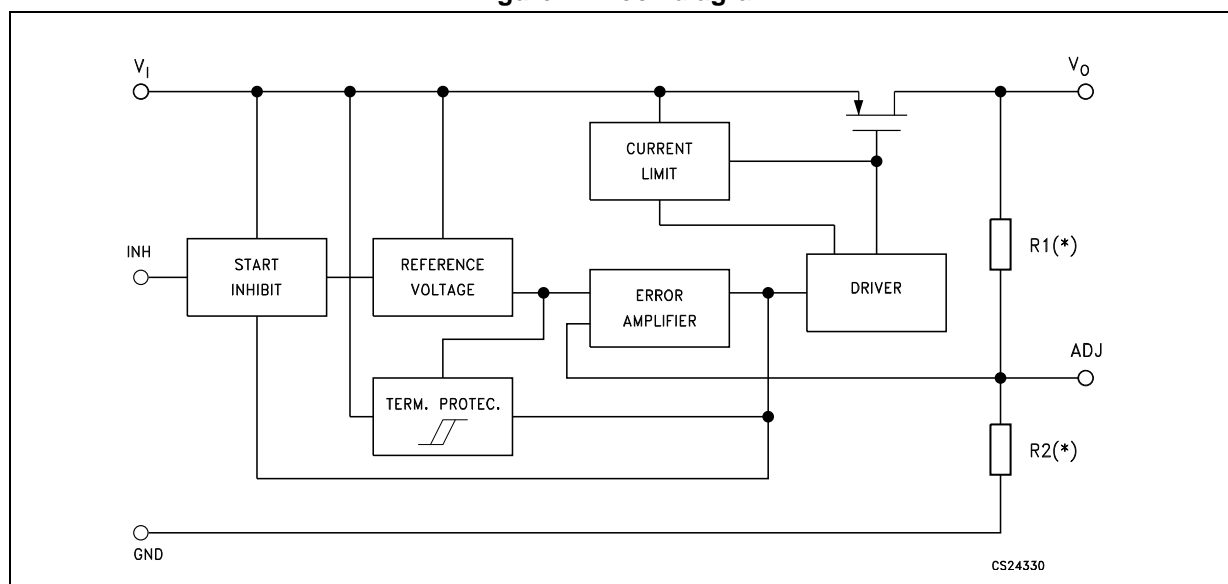 V_I
V_O
CURRENT
LIMIT
INH
START
INHIBIT
REFERENCE
VOLTAGE
ERROR
AMPLIFIER
DRIVER
R1(*)
ADJ
TERM. PROTEC.
R2(*)
GND
CS24330